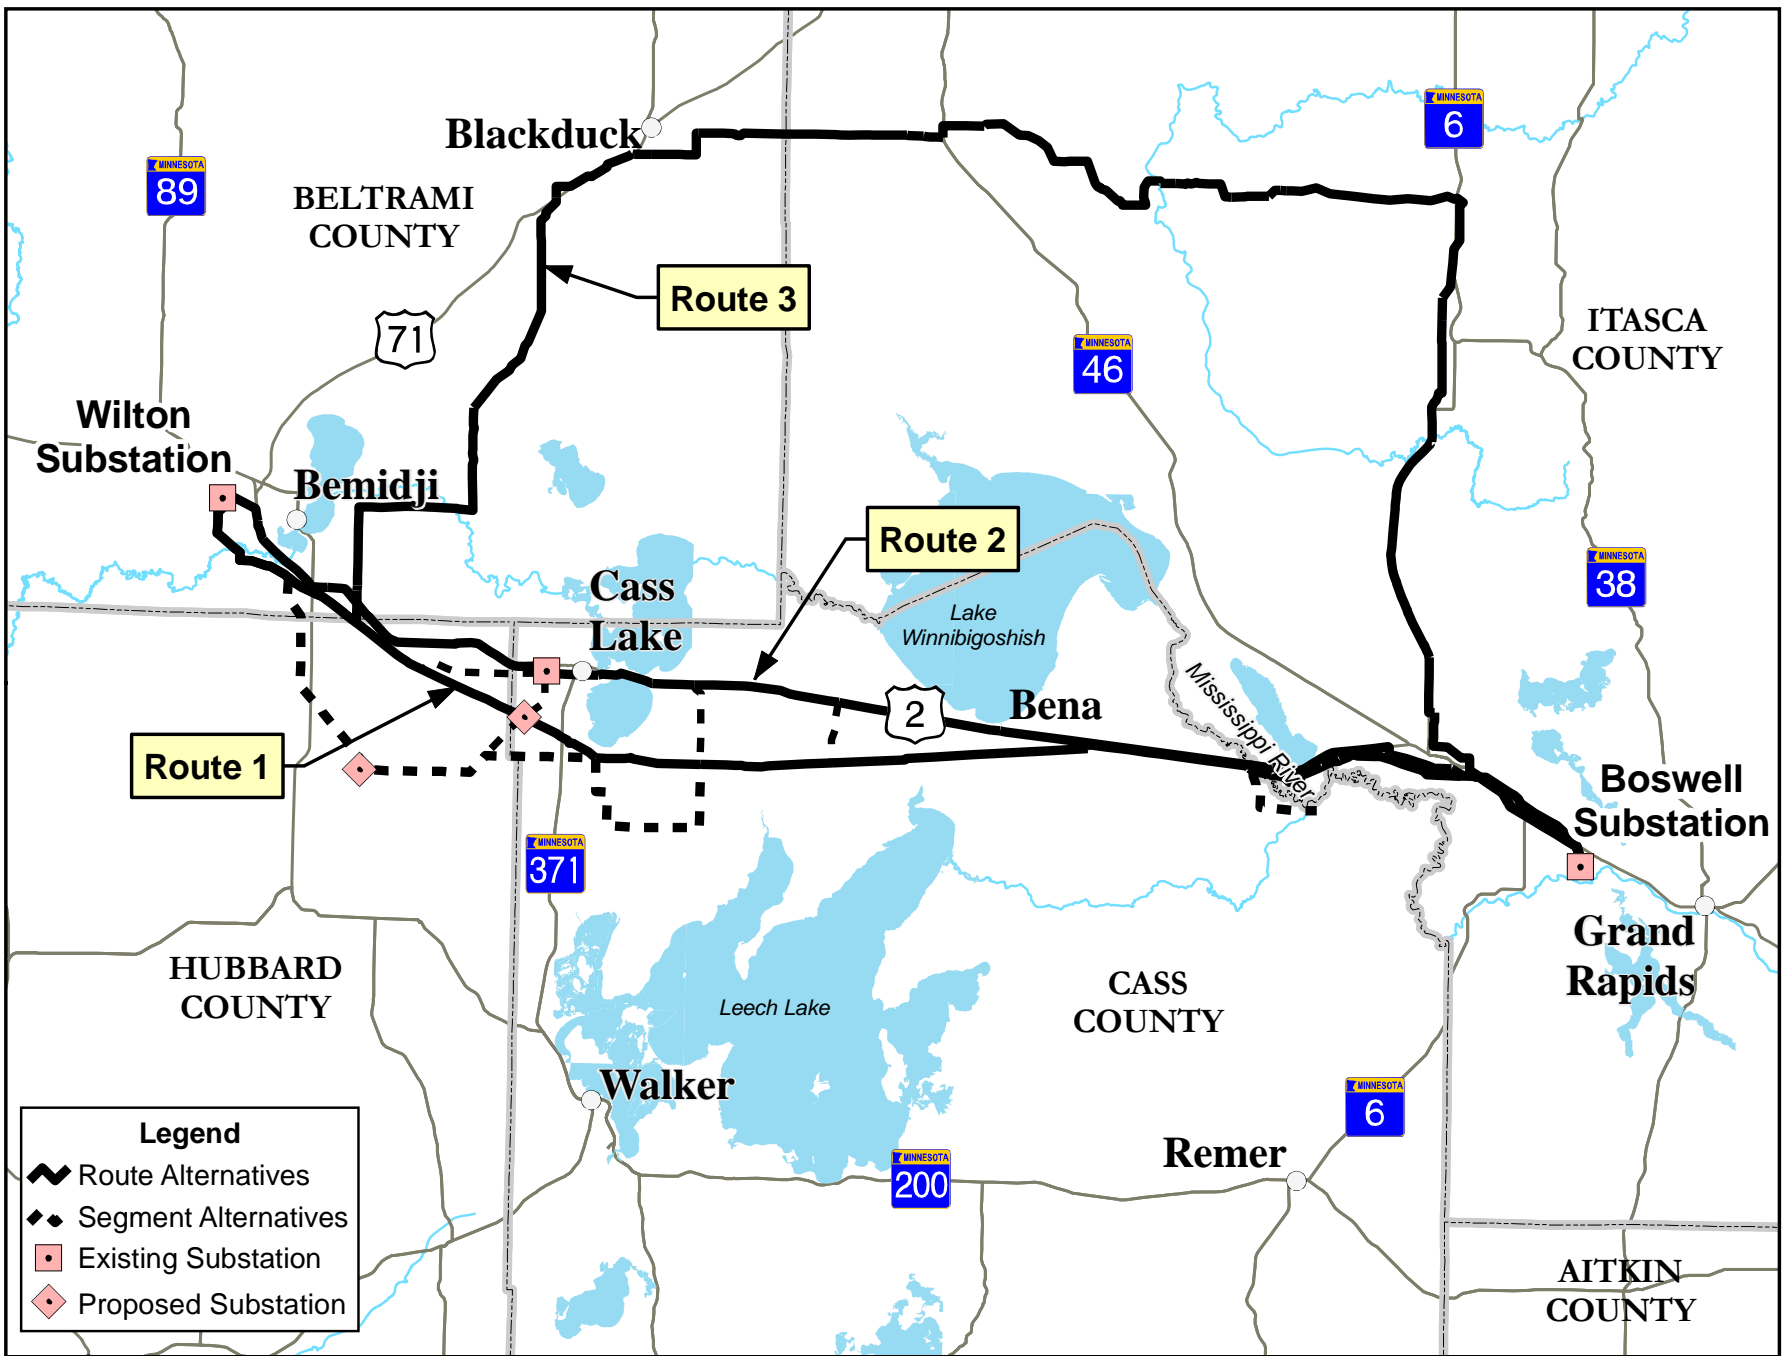 MINNESOTA
6
Blackduck
MINNESOTA
89
BELTRAMI
COUNTY
Route 3
71
ITASCA
COUNTY
MINNESOTA
46
Wilton
Substation
Bemidji
Route 2
Cass
Lake
Lake
Winnibigoshish
MINNESOTA
38
Mississippi River
Bena
2
Route 1
Boswell
Substation
MINNESOTA
371
Grand
Rapids
HUBBARD
COUNTY
Leech Lake
CASS
COUNTY
Walker
MINNESOTA
6
Remer
MINNESOTA
200
Legend
Route Alternatives
Segment Alternatives
Existing Substation
Proposed Substation
AITKIN
COUNTY